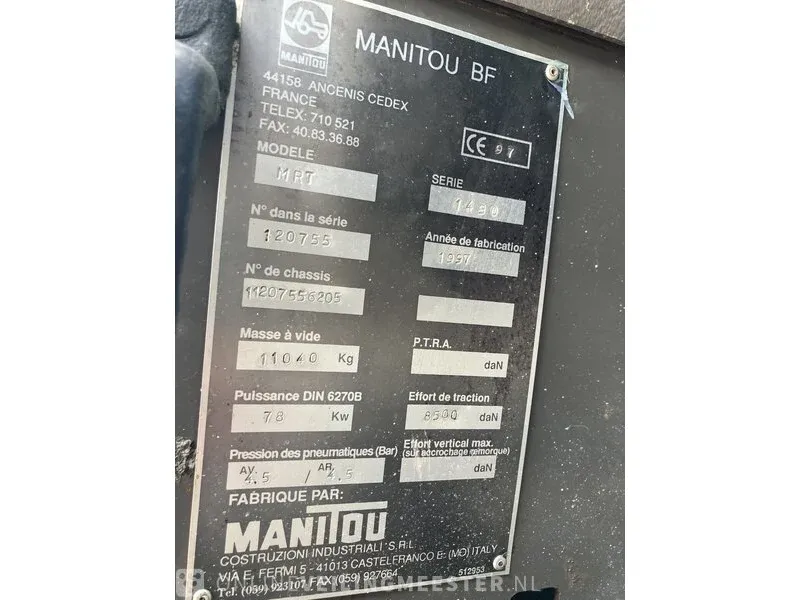 MANITOU
MANITOU BF
44158 ANCENIS CEDEX
FRANCE
TELEX: 710 521
FAX: 40.83.36.88
CE 97
MODELE
MRT
SERIE
1490
N° dans la série
120755
Année de fabrication
1997
N° de chassis
11207556205
Masse à vide
11040 Kg
P.T.R.A.
daN
Puissance DIN 6270B
78 Kw
Effort de traction
8500 daN
Pression des pneumatiques (Bar)
AV. 4.5 / AR. 4.5
Effort vertical max.
(sur accrochage remorque)
daN
FABRIQUE PAR:
MANITOU
COSTRUZIONI INDUSTRIALI S.R.L.
VIA E. FERMI 5 - 41013 CASTELFRANCO E. (MO) ITALY
Tel. (059) 923107 FAX (059) 927664
512953
ONLINEVEILINGMEESTER.NL